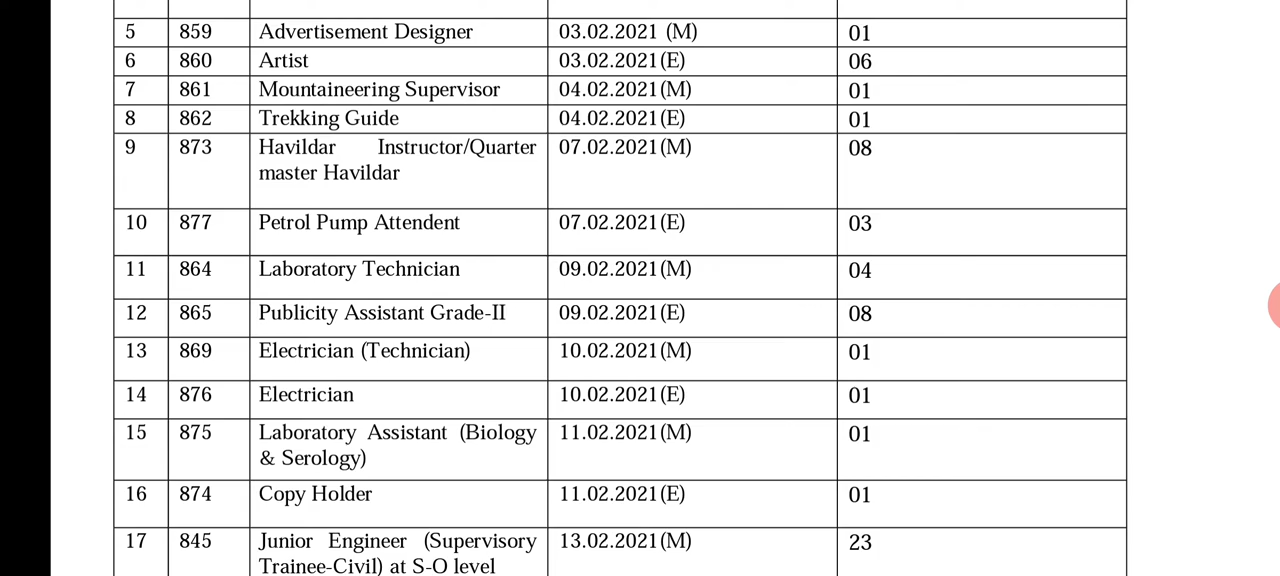 5 859 Advertisement Designer 03.02.2021 (M) 01
6 860 Artist 03.02.2021(E) 06
7 861 Mountaineering Supervisor 04.02.2021(M) 01
8 862 Trekking Guide 04.02.2021(E) 01
9 873 Havildar Instructor/Quarter 07.02.2021(M) 08
master Havildar
10 877 Petrol Pump Attendent 07.02.2021(E) 03
11 864 Laboratory Technician 09.02.2021(M) 04
12 865 Publicity Assistant Grade-II 09.02.2021(E) 08
13 869 Electrician (Technician) 10.02.2021(M) 01
14 876 Electrician 10.02.2021(E) 01
15 875 Laboratory Assistant (Biology 11.02.2021(M) 01
& Serology)
16 874 Copy Holder 11.02.2021(E) 01
17 845 Junior Engineer (Supervisory 13.02.2021(M) 23
Trainee-Civil) at S-O level